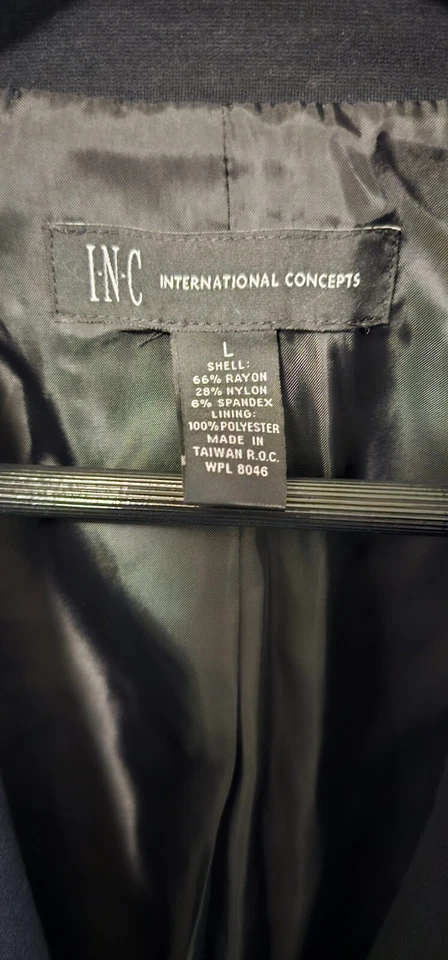 I·N·C INTERNATIONAL CONCEPTS
L
SHELL:
66% RAYON
28% NYLON
6% SPANDEX
LINING:
100% POLYESTER
MADE IN
TAIWAN R.O.C.
WPL 8046